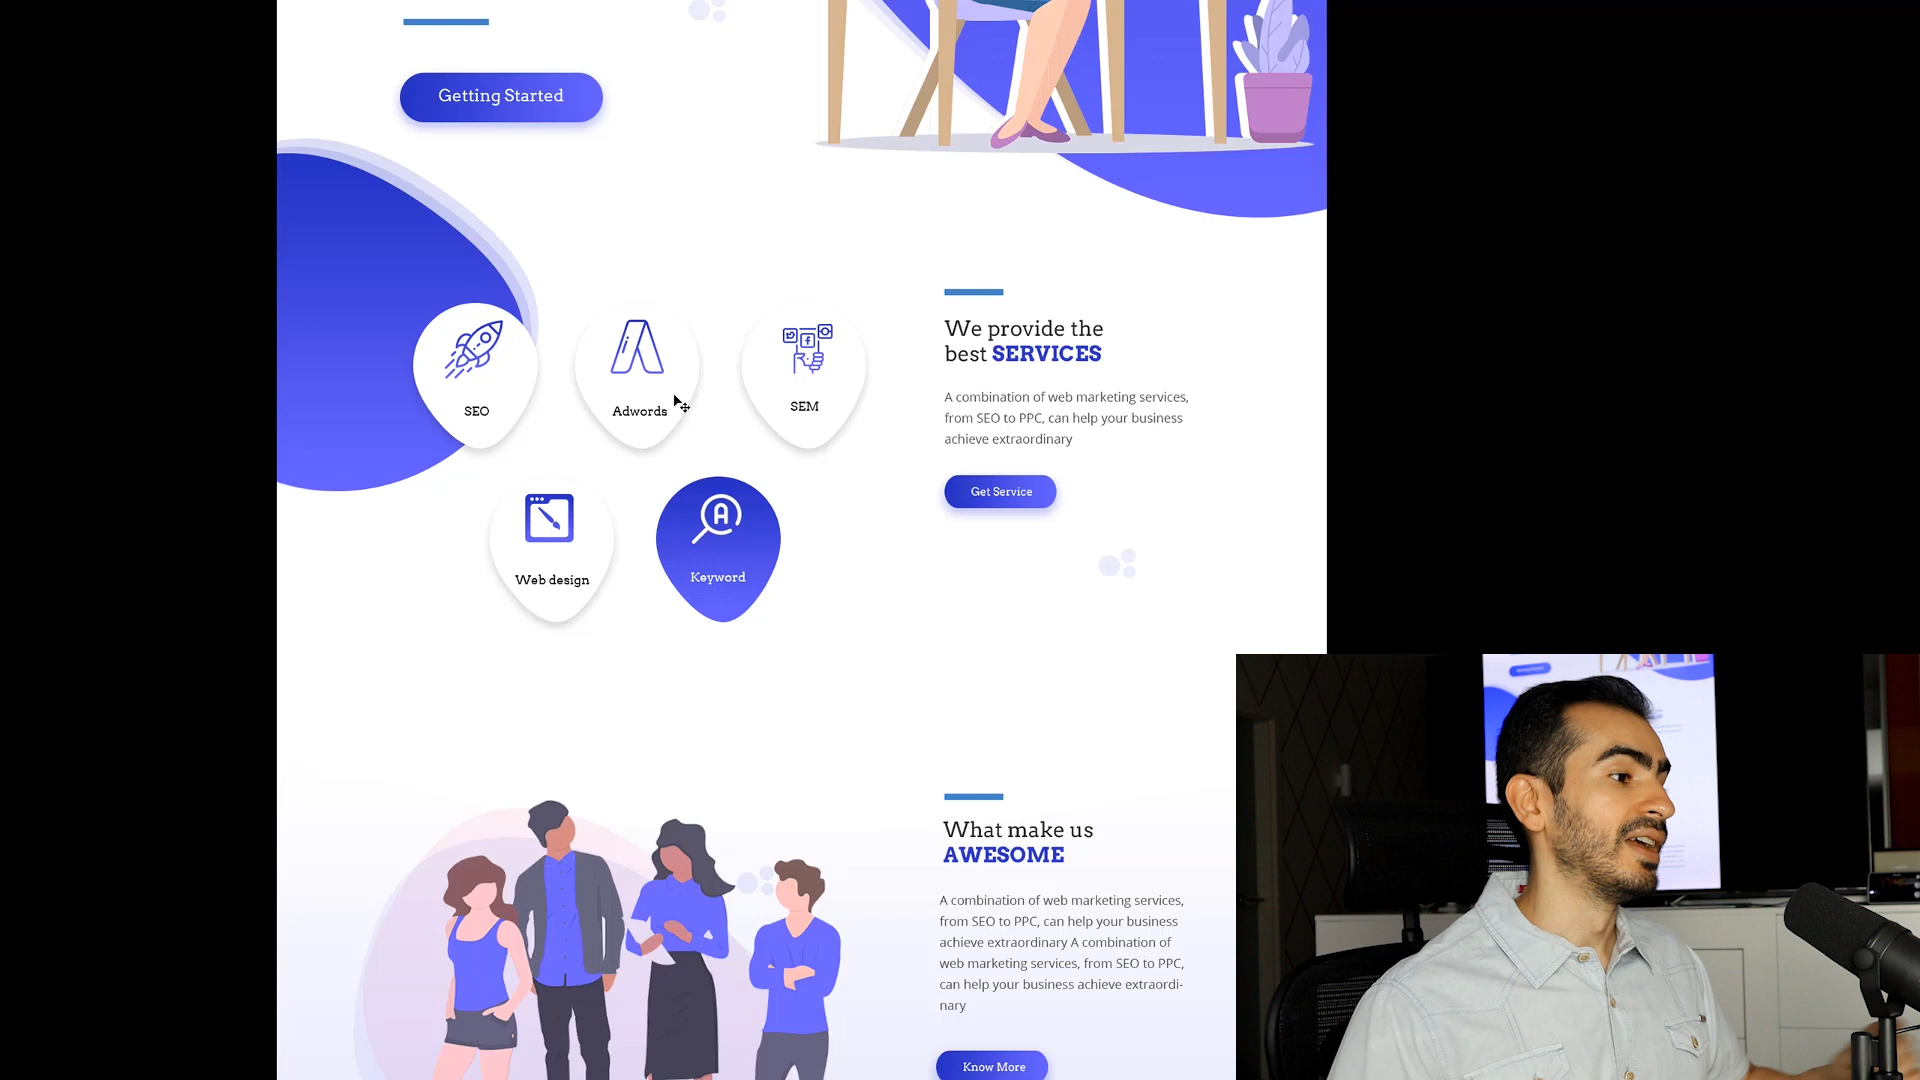 Getting Started
SEO
Adwords
SEM
Web design
Keyword
We provide the
best SERVICES
A combination of web marketing services,
from SEO to PPC, can help your business
achieve extraordinary
Get Service
What make us
AWESOME
A combination of web marketing services,
from SEO to PPC, can help your business
achieve extraordinary A combination of
web marketing services, from SEO to PPC,
can help your business achieve extraordi-
nary
Know More